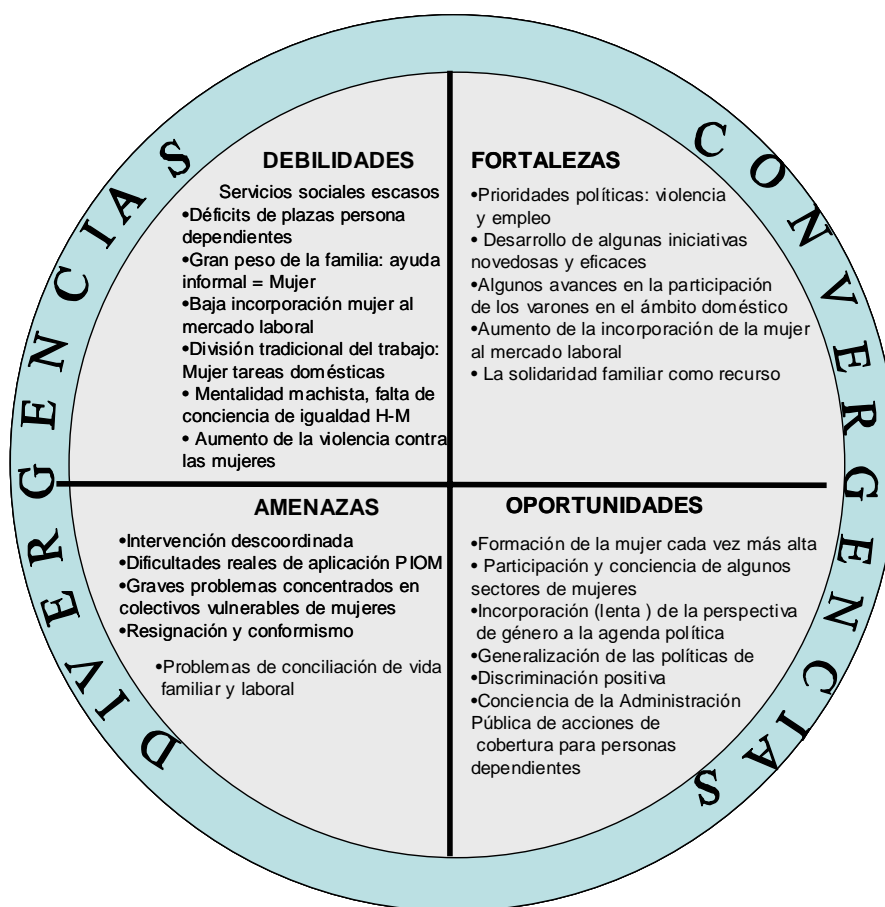 DIVERGENCIAS
CONVERGENCIAS
DEBILIDADES
Servicios sociales escasos
•Déficits de plazas persona
dependientes
•Gran peso de la familia: ayuda
informal = Mujer
•Baja incorporación mujer al
mercado laboral
•División tradicional del trabajo:
Mujer tareas domésticas
• Mentalidad machista, falta de
conciencia de igualdad H-M
• Aumento de la violencia contra
las mujeres
FORTALEZAS
•Prioridades políticas: violencia
y empleo
• Desarrollo de algunas iniciativas
novedosas y eficaces
•Algunos avances en la participación
de los varones en el ámbito doméstico
•Aumento de la incorporación de la mujer
al mercado laboral
• La solidaridad familiar como recurso
AMENAZAS
•Intervención descoordinada
•Dificultades reales de aplicación PIOM
•Graves problemas concentrados en
colectivos vulnerables de mujeres
•Resignación y conformismo
•Problemas de conciliación de vida
familiar y laboral
OPORTUNIDADES
•Formación de la mujer cada vez más alta
• Participación y conciencia de algunos
sectores de mujeres
•Incorporación (lenta ) de la perspectiva
de género a la agenda política
•Generalización de las políticas de
•Discriminación positiva
•Conciencia de la Administración
Pública de acciones de
cobertura para personas
dependientes